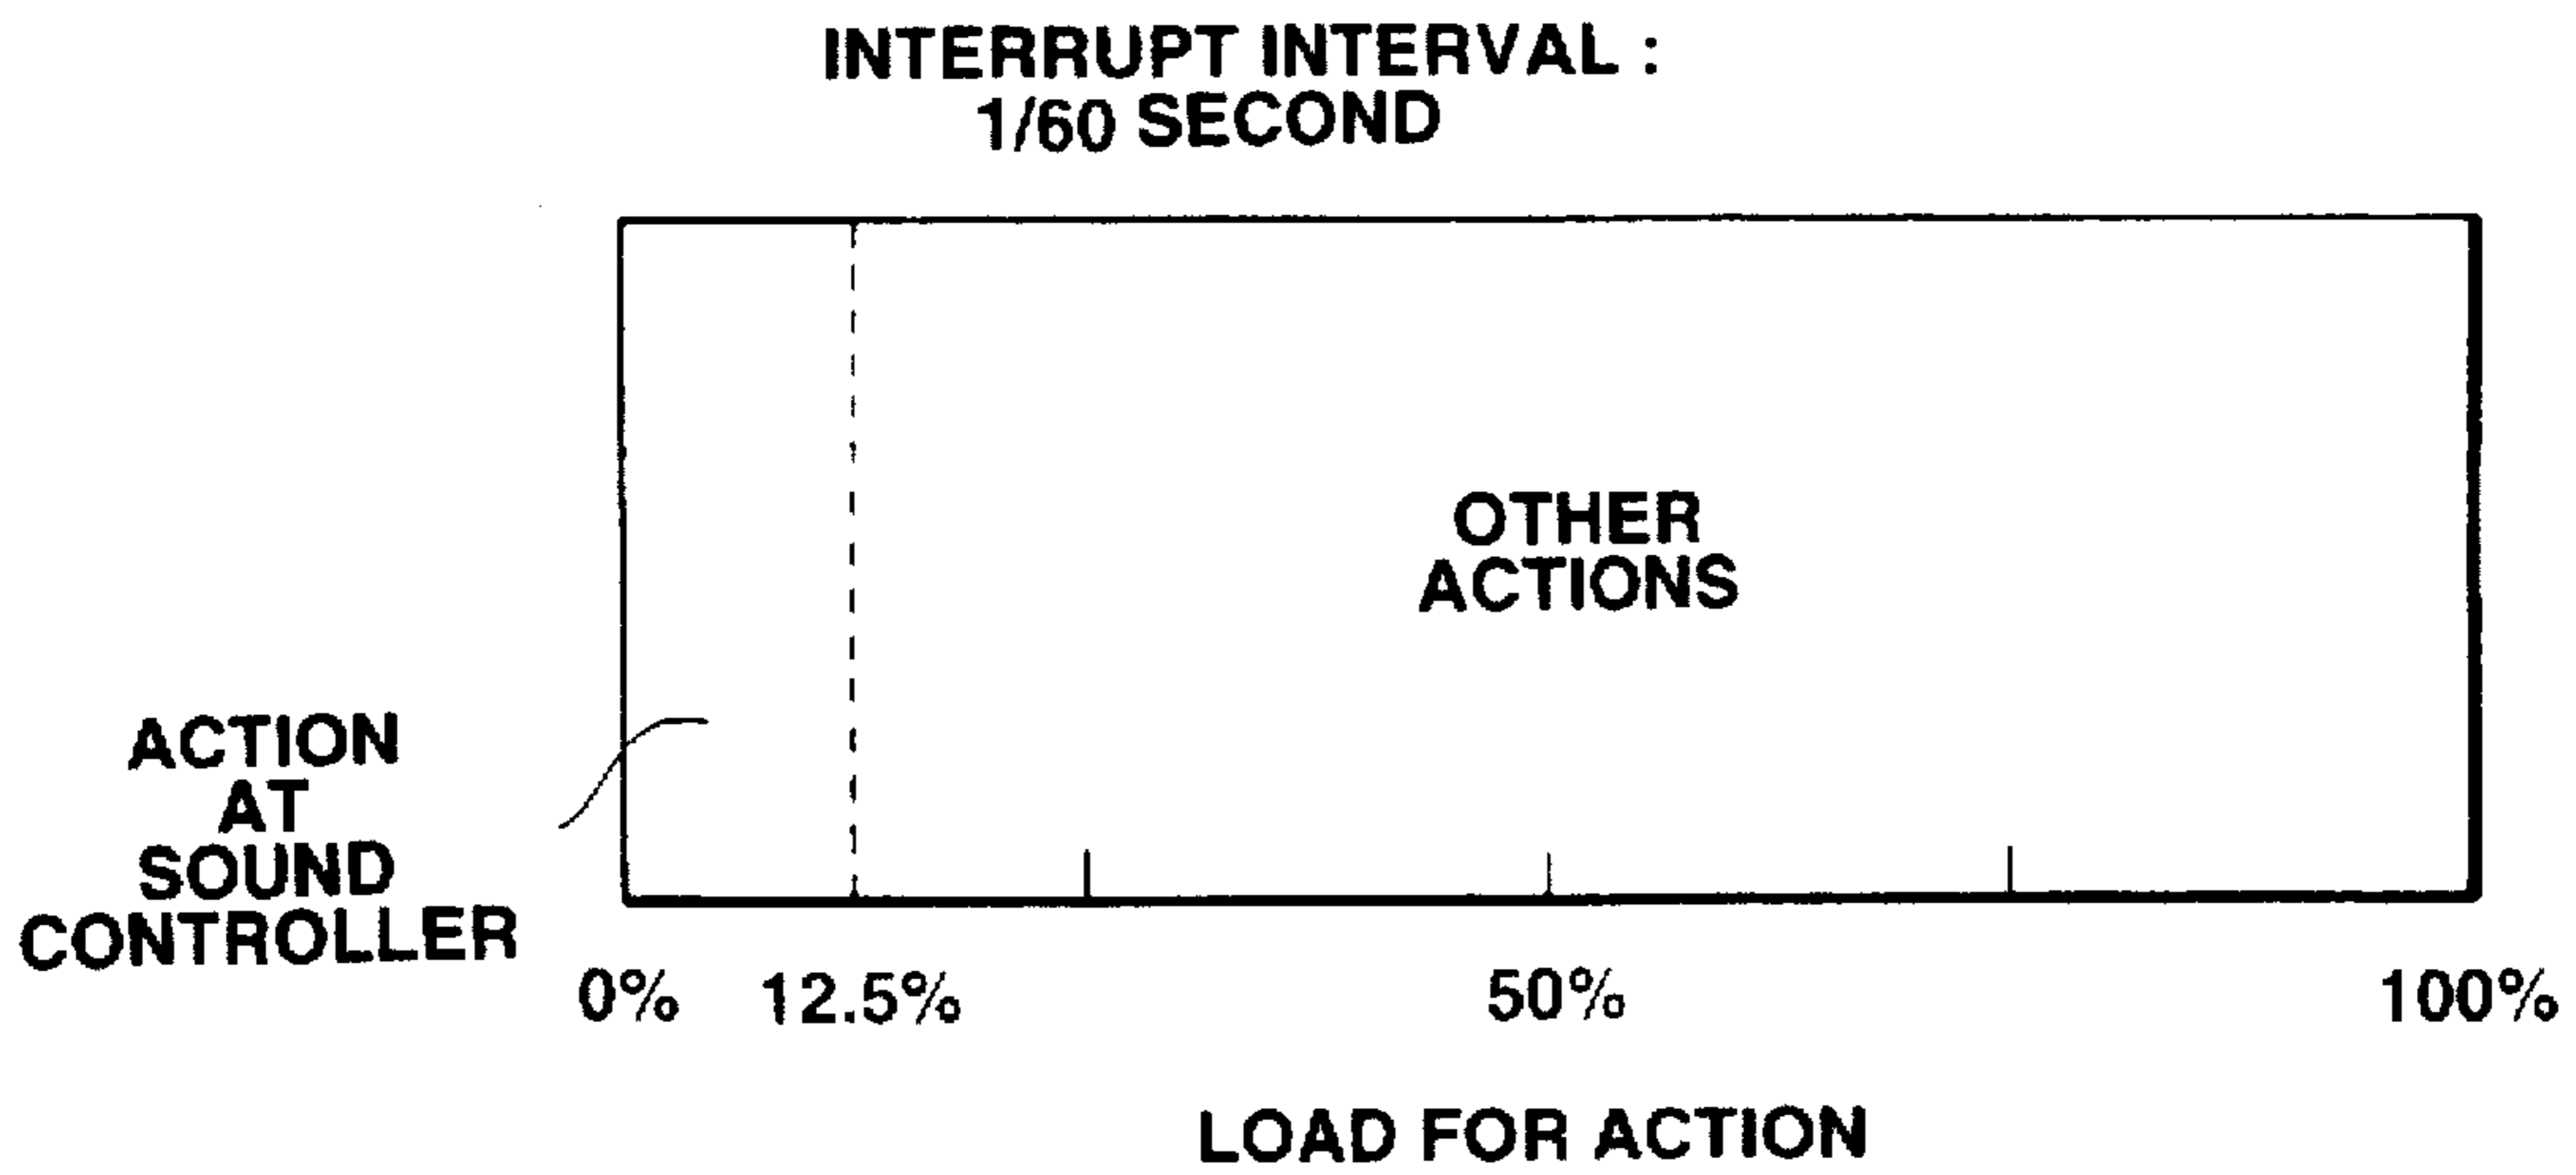 INTERRUPT INTERVAL :
1/60 SECOND
OTHER
ACTIONS
ACTION
AT
SOUND
CONTROLLER
0% 12.5% 50% 100%
LOAD FOR ACTION